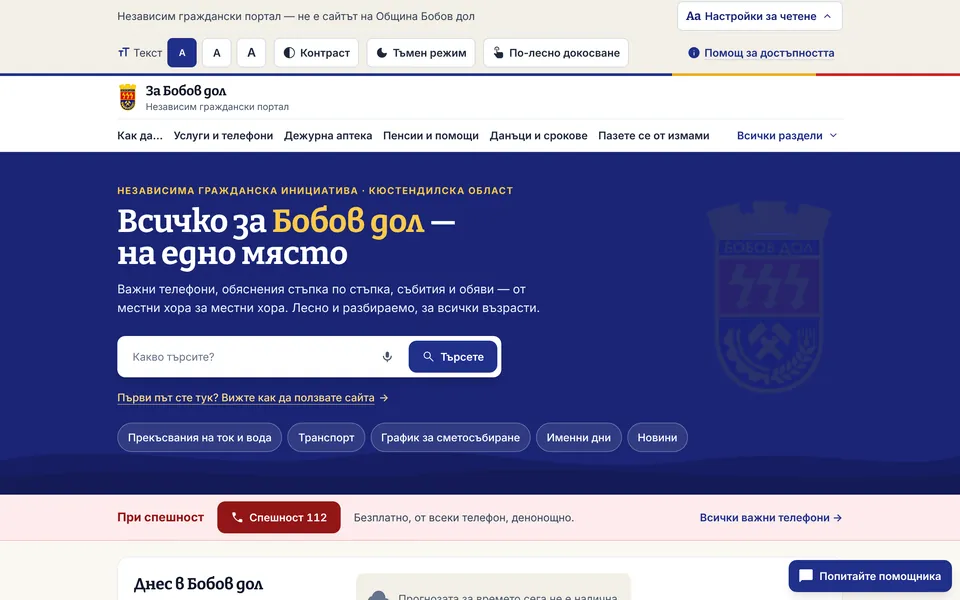 Независим граждански портал — не е сайтът на Община Бобов дол
Aa Настройки за четене
тТ Текст A A A Контраст Тъмен режим По-лесно докосване Помощ за достъпността
За Бобов дол
Независим граждански портал
Как да... Услуги и телефони Дежурна аптека Пенсии и помощи Данъци и срокове Пазете се от измами Всички раздели
НЕЗАВИСИМА ГРАЖДАНСКА ИНИЦИАТИВА · КЮСТЕНДИЛСКА ОБЛАСТ
Всичко за Бобов дол —
на едно място
БОБОВ ДОЛ
Важни телефони, обяснения стъпка по стъпка, събития и обяви — от
местни хора за местни хора. Лесно и разбираемо, за всички възрасти.
Какво търсите? Търсете
Първи път сте тук? Вижте как да ползвате сайта →
Прекъсвания на ток и вода Транспорт График за сметосъбиране Именни дни Новини
При спешност Спешност 112 Безплатно, от всеки телефон, денонощно. Всички важни телефони →
Днес в Бобов дол
Прогнозата за времето сега не е налична
Попитайте помощника